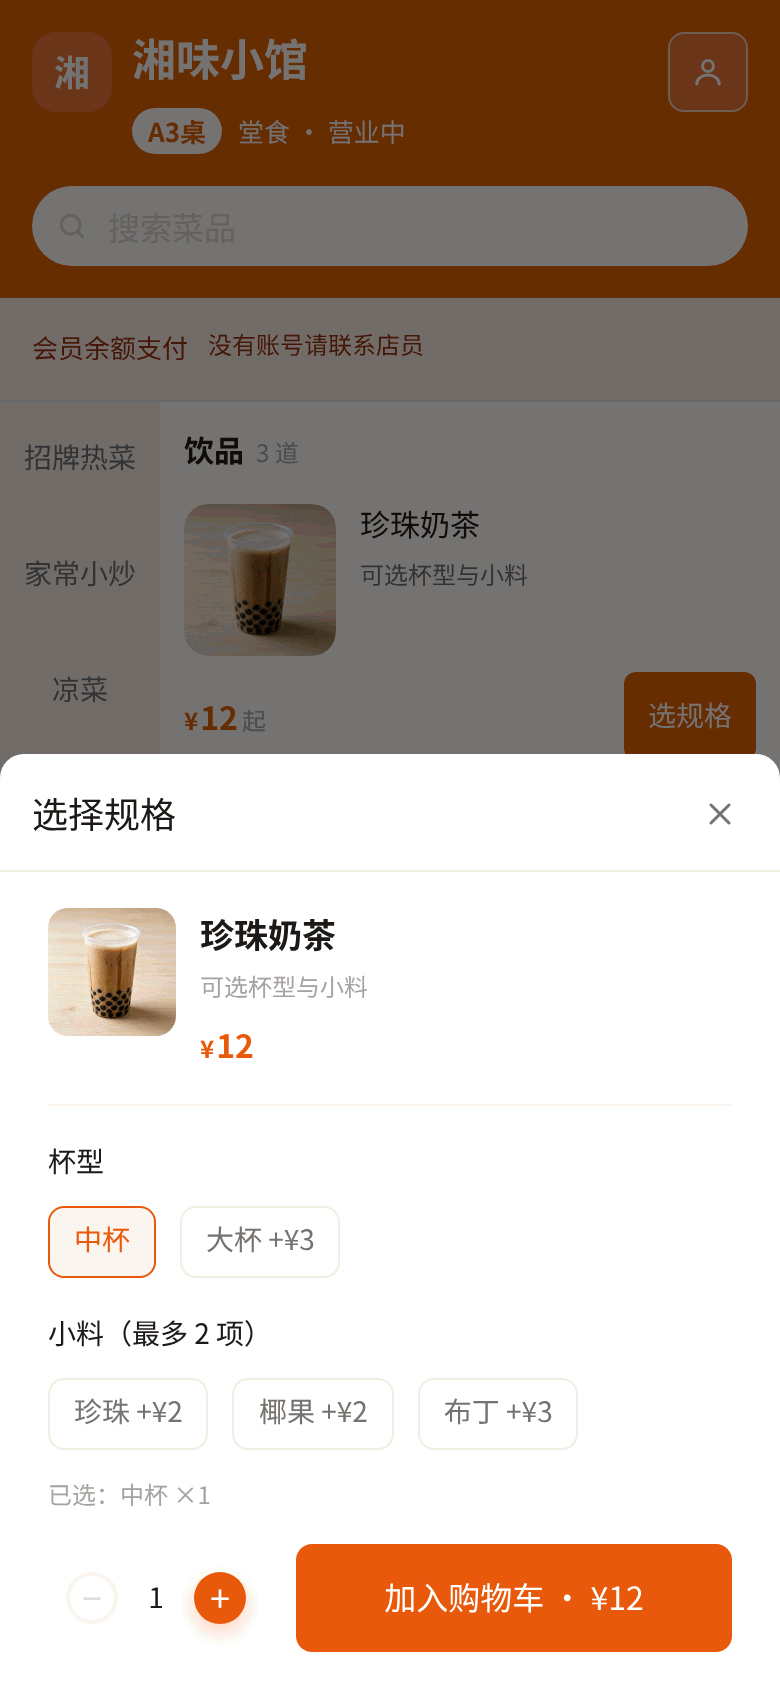 湘
湘味小馆
A3桌 堂食 · 营业中
搜索菜品
会员余额支付 没有账号请联系店员
招牌热菜
家常小炒
凉菜
饮品 3 道
珍珠奶茶
可选杯型与小料
¥12 起
选规格
选择规格
珍珠奶茶
可选杯型与小料
¥12
杯型
中杯
大杯 +¥3
小料（最多 2 项）
珍珠 +¥2
椰果 +¥2
布丁 +¥3
已选：中杯 ×1
1
加入购物车 · ¥12